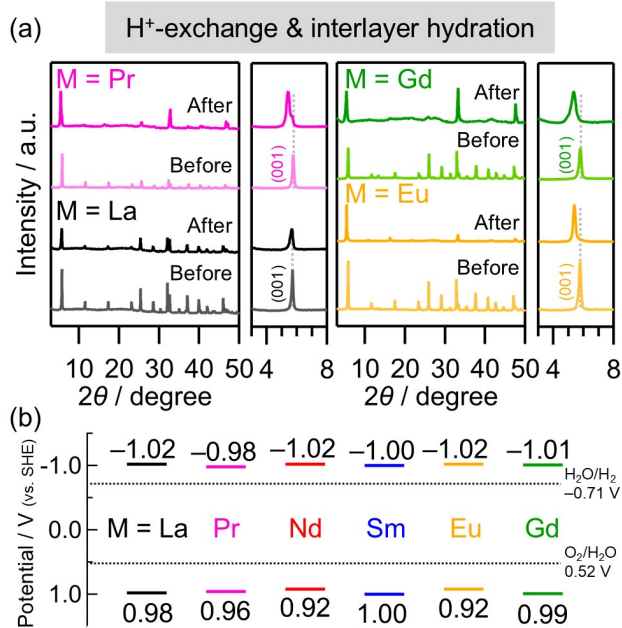 (a)
H⁺-exchange & interlayer hydration
Intensity / a.u.
M = Pr
After
Before
(001)
M = La
After
Before
(001)
M = Gd
After
Before
(001)
M = Eu
After
Before
(001)
10 20 30 40 50
4 8
10 20 30 40 50
4 8
2θ / degree
2θ / degree
(b)
Potential / V (vs. SHE)
-1.0
0.0
1.0
–1.02 –0.98 –1.02 –1.00 –1.02 –1.01
H₂O/H₂
–0.71 V
M = La Pr Nd Sm Eu Gd
O₂/H₂O
0.52 V
0.98 0.96 0.92 1.00 0.92 0.99